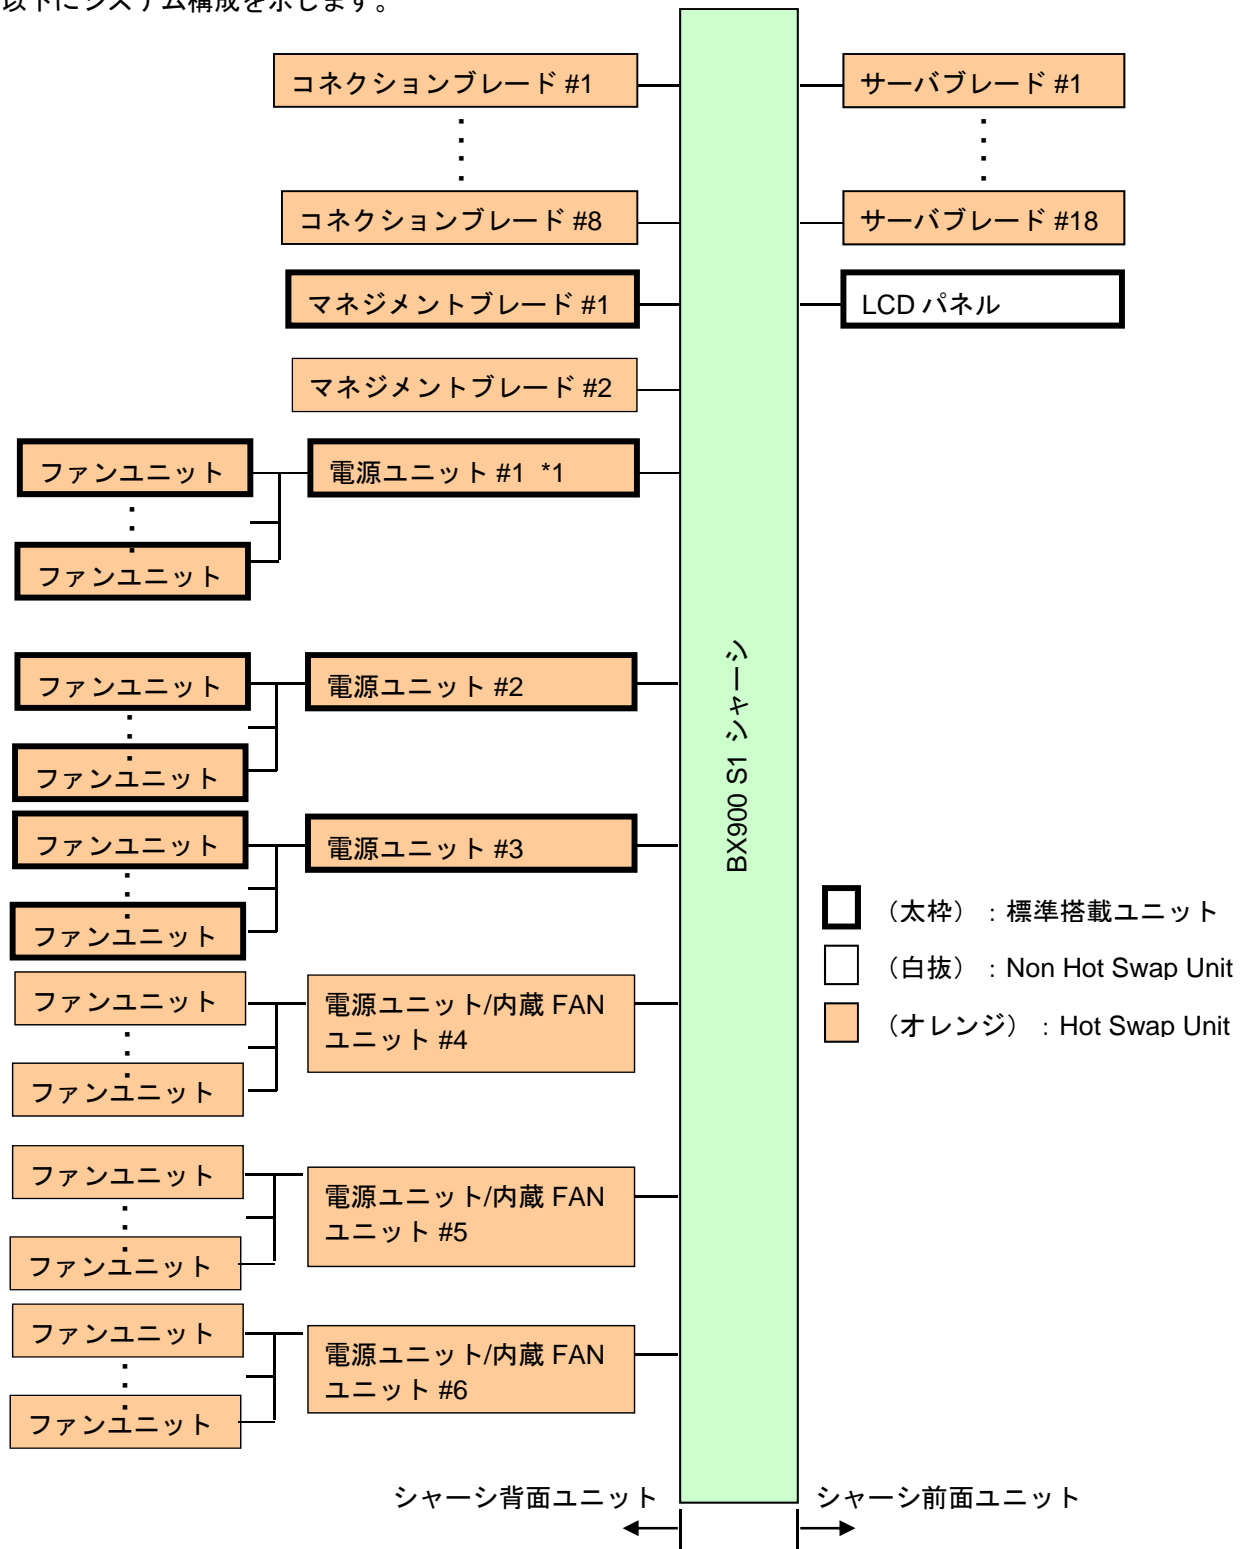 以下にシステム構成を示します。
コネクションブレード #1
サーバブレード #1
コネクションブレード #8
サーバブレード #18
マネジメントブレード #1
LCD パネル
マネジメントブレード #2
ファンユニット
電源ユニット #1 *1
ファンユニット
ファンユニット
電源ユニット #2
ファンユニット
ファンユニット
電源ユニット #3
ファンユニット
ファンユニット
電源ユニット/内蔵 FAN
ユニット #4
ファンユニット
ファンユニット
電源ユニット/内蔵 FAN
ユニット #5
ファンユニット
ファンユニット
電源ユニット/内蔵 FAN
ユニット #6
ファンユニット
BX900 S1 シャーシ
（太枠）：標準搭載ユニット
（白抜）：Non Hot Swap Unit
（オレンジ）：Hot Swap Unit
シャーシ背面ユニット
シャーシ前面ユニット